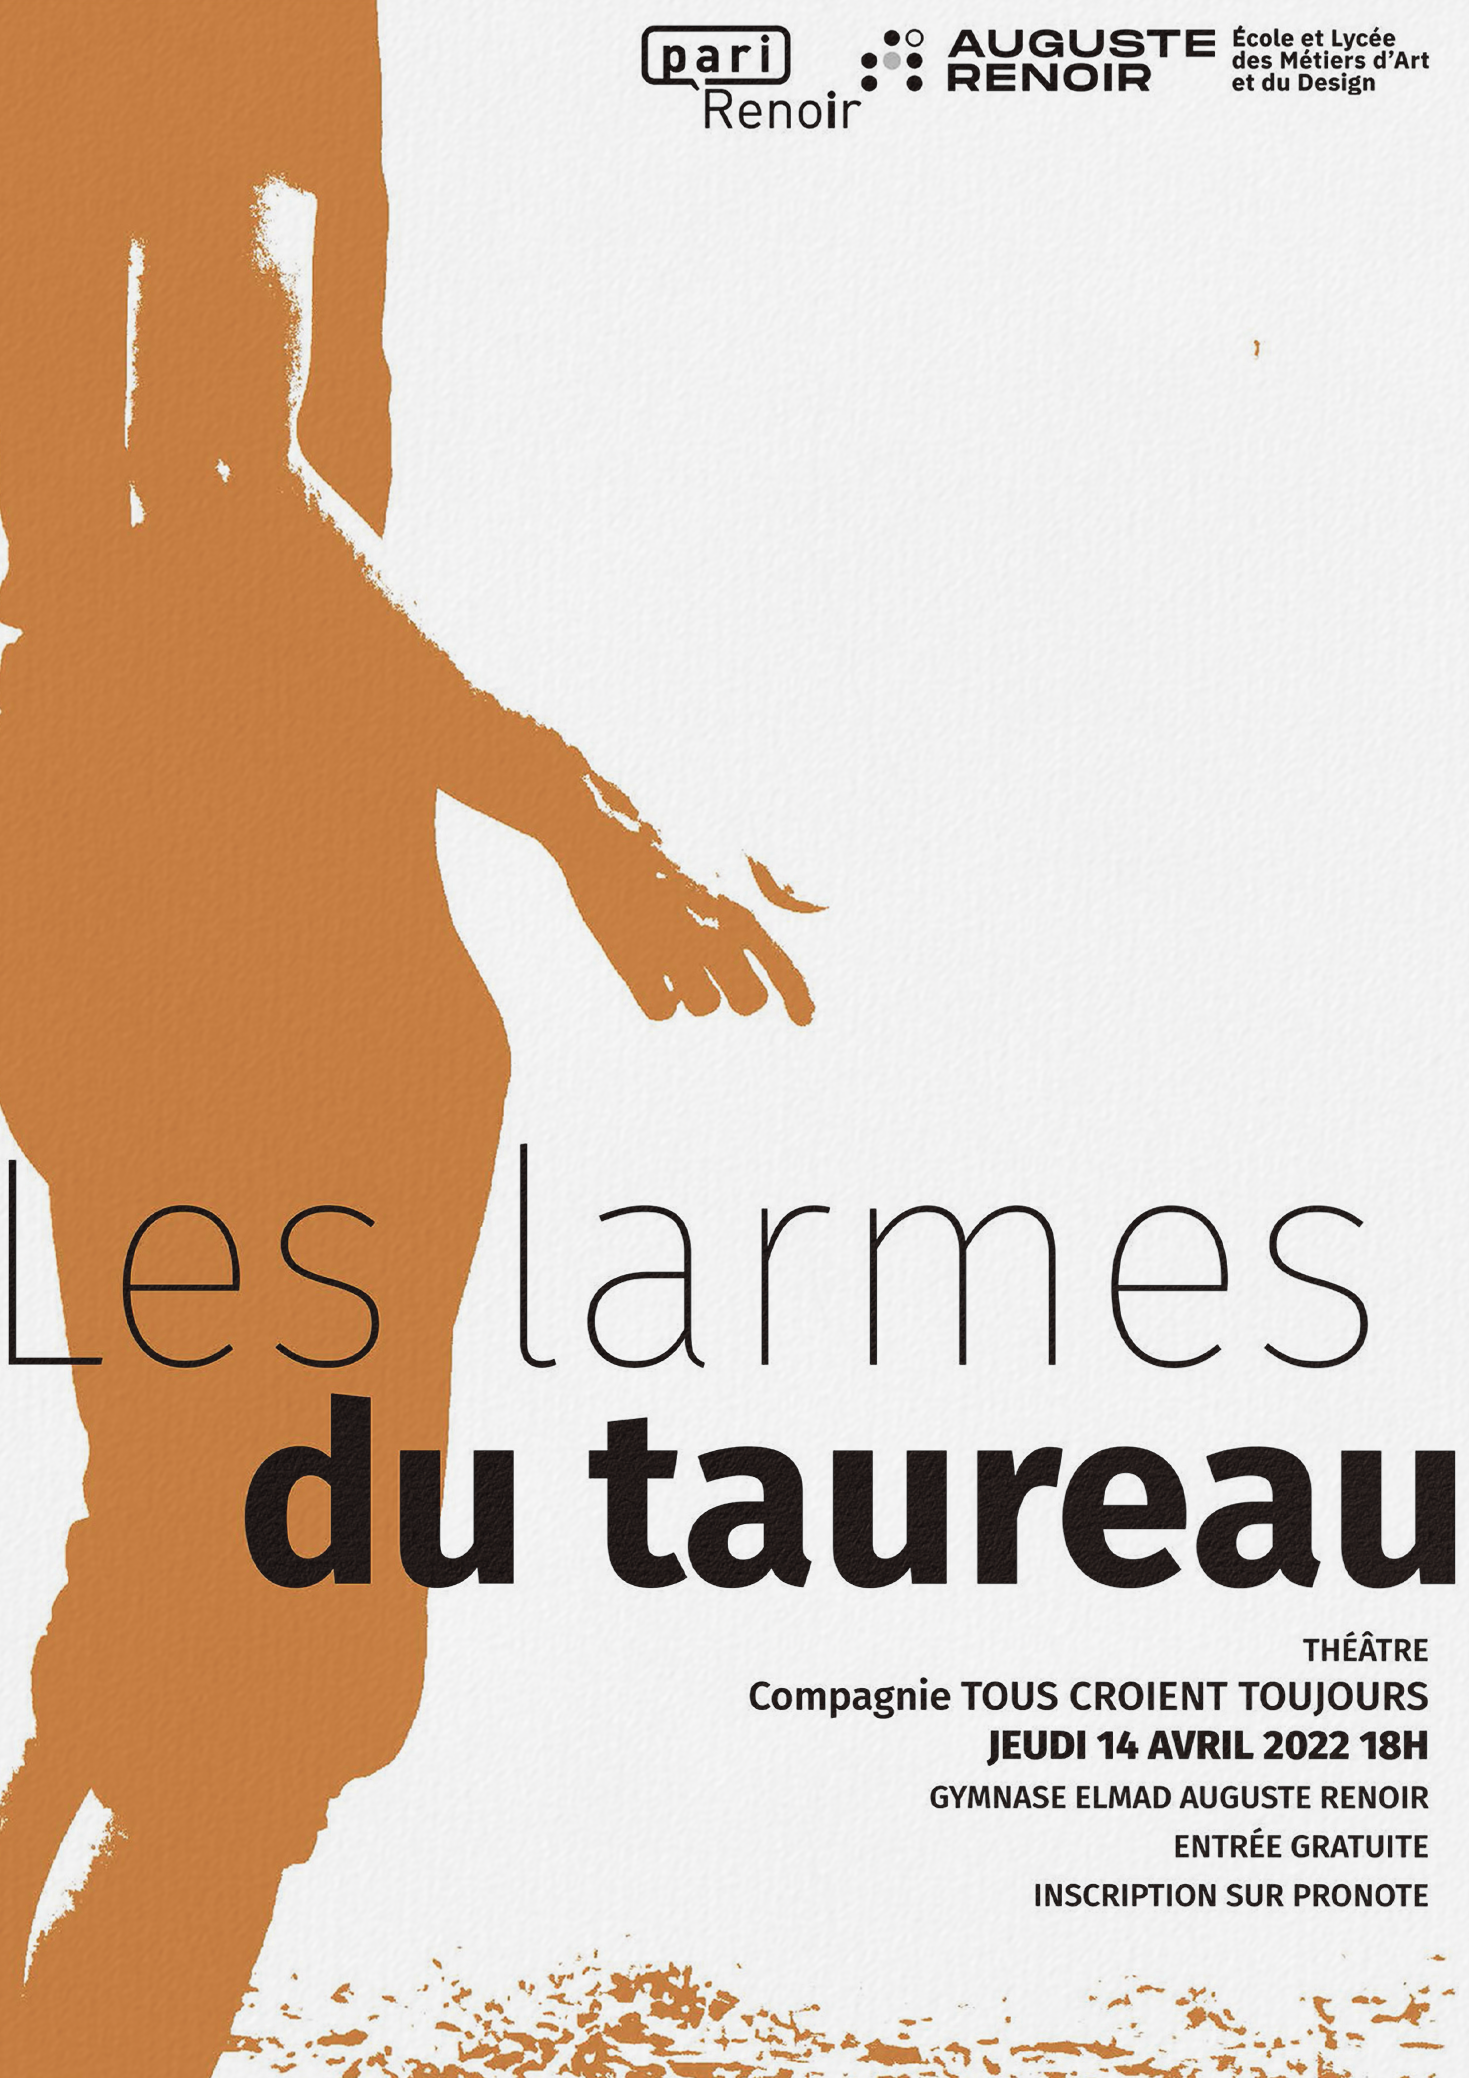 pari
Renoir
AUGUSTE
RENOIR
École et Lycée
des Métiers d'Art
et du Design
Les larmes
du taureau
THÉÂTRE
Compagnie TOUS CROIENT TOUJOURS
JEUDI 14 AVRIL 2022 18H
GYMNASE ELMAD AUGUSTE RENOIR
ENTRÉE GRATUITE
INSCRIPTION SUR PRONOTE